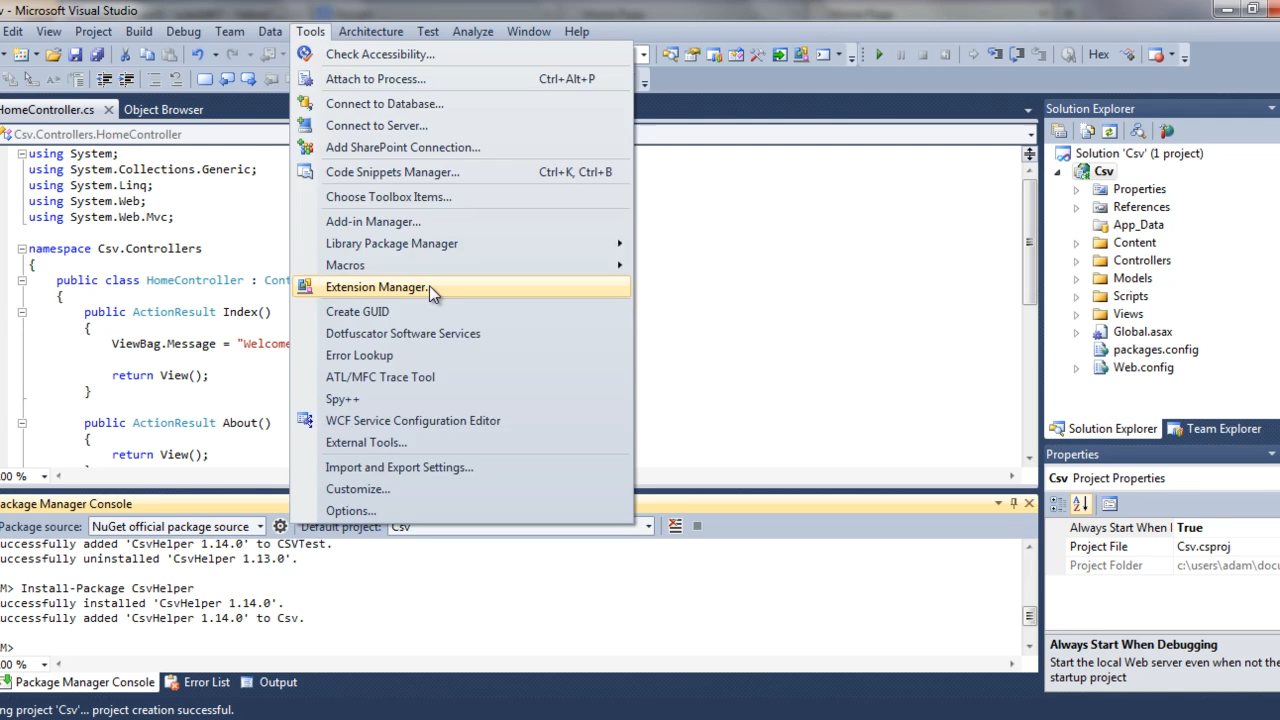 v - Microsoft Visual Studio
Edit View Project Build Debug Team Data Tools Architecture Test Analyze Window Help
Hex
HomeController.cs Object Browser
Csv.Controllers.HomeController
using System;
using System.Collections.Generic;
using System.Linq;
using System.Web;
using System.Web.Mvc;
namespace Csv.Controllers
{
public class HomeController : Cont
{
public ActionResult Index()
{
ViewBag.Message = "Welcome
return View();
}
public ActionResult About()
{
return View();
00 %
Check Accessibility...
Attach to Process... Ctrl+Alt+P
Connect to Database...
Connect to Server...
Add SharePoint Connection...
Code Snippets Manager... Ctrl+K, Ctrl+B
Choose Toolbox Items...
Add-in Manager...
Library Package Manager
Macros
Extension Manager...
Create GUID
Dotfuscator Software Services
Error Lookup
ATL/MFC Trace Tool
Spy++
WCF Service Configuration Editor
External Tools...
Import and Export Settings...
Customize...
Options...
Solution Explorer
Solution 'Csv' (1 project)
Csv
Properties
References
App_Data
Content
Controllers
Models
Scripts
Views
Global.asax
packages.config
Web.config
Solution Explorer Team Explorer
Properties
Csv Project Properties
Always Start When I True
Project File Csv.csproj
Project Folder c:\users\adam\docu
Always Start When Debugging
Start the local Web server even when not the
startup project
ackage Manager Console
Package source: NuGet official package source Default project: Csv
uccessfully added 'CsvHelper 1.14.0' to CSVTest.
uccessfully uninstalled 'CsvHelper 1.13.0'.
M> Install-Package CsvHelper
uccessfully installed 'CsvHelper 1.14.0'.
uccessfully added 'CsvHelper 1.14.0' to Csv.
M>
00 %
Package Manager Console Error List Output
ng project 'Csv'... project creation successful.